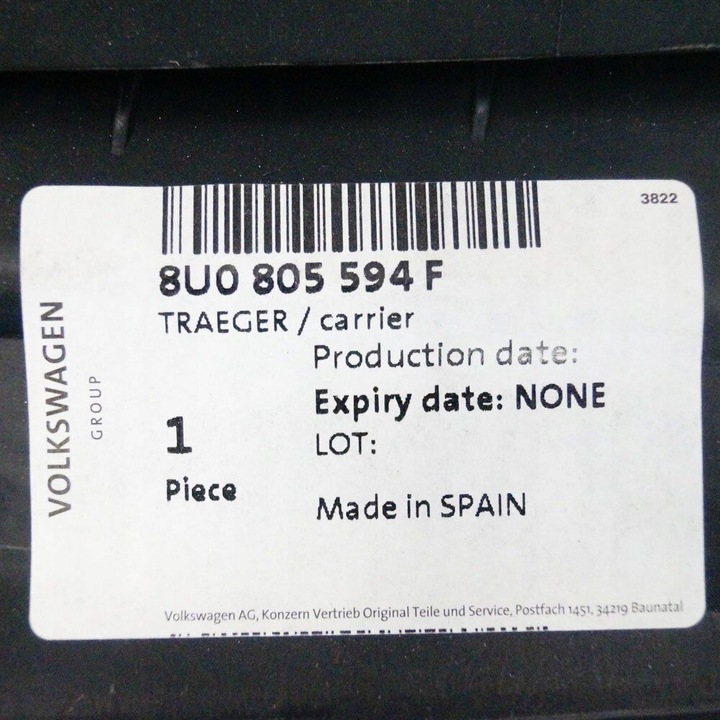 3822
8U0 805 594 F
TRAEGER / carrier
Production date:
Expiry date: NONE
1
LOT:
Piece
Made in SPAIN
VOLKSWAGEN
GROUP
Volkswagen AG, Konzern Vertrieb Original Teile und Service, Postfach 1451, 34219 Baunatal